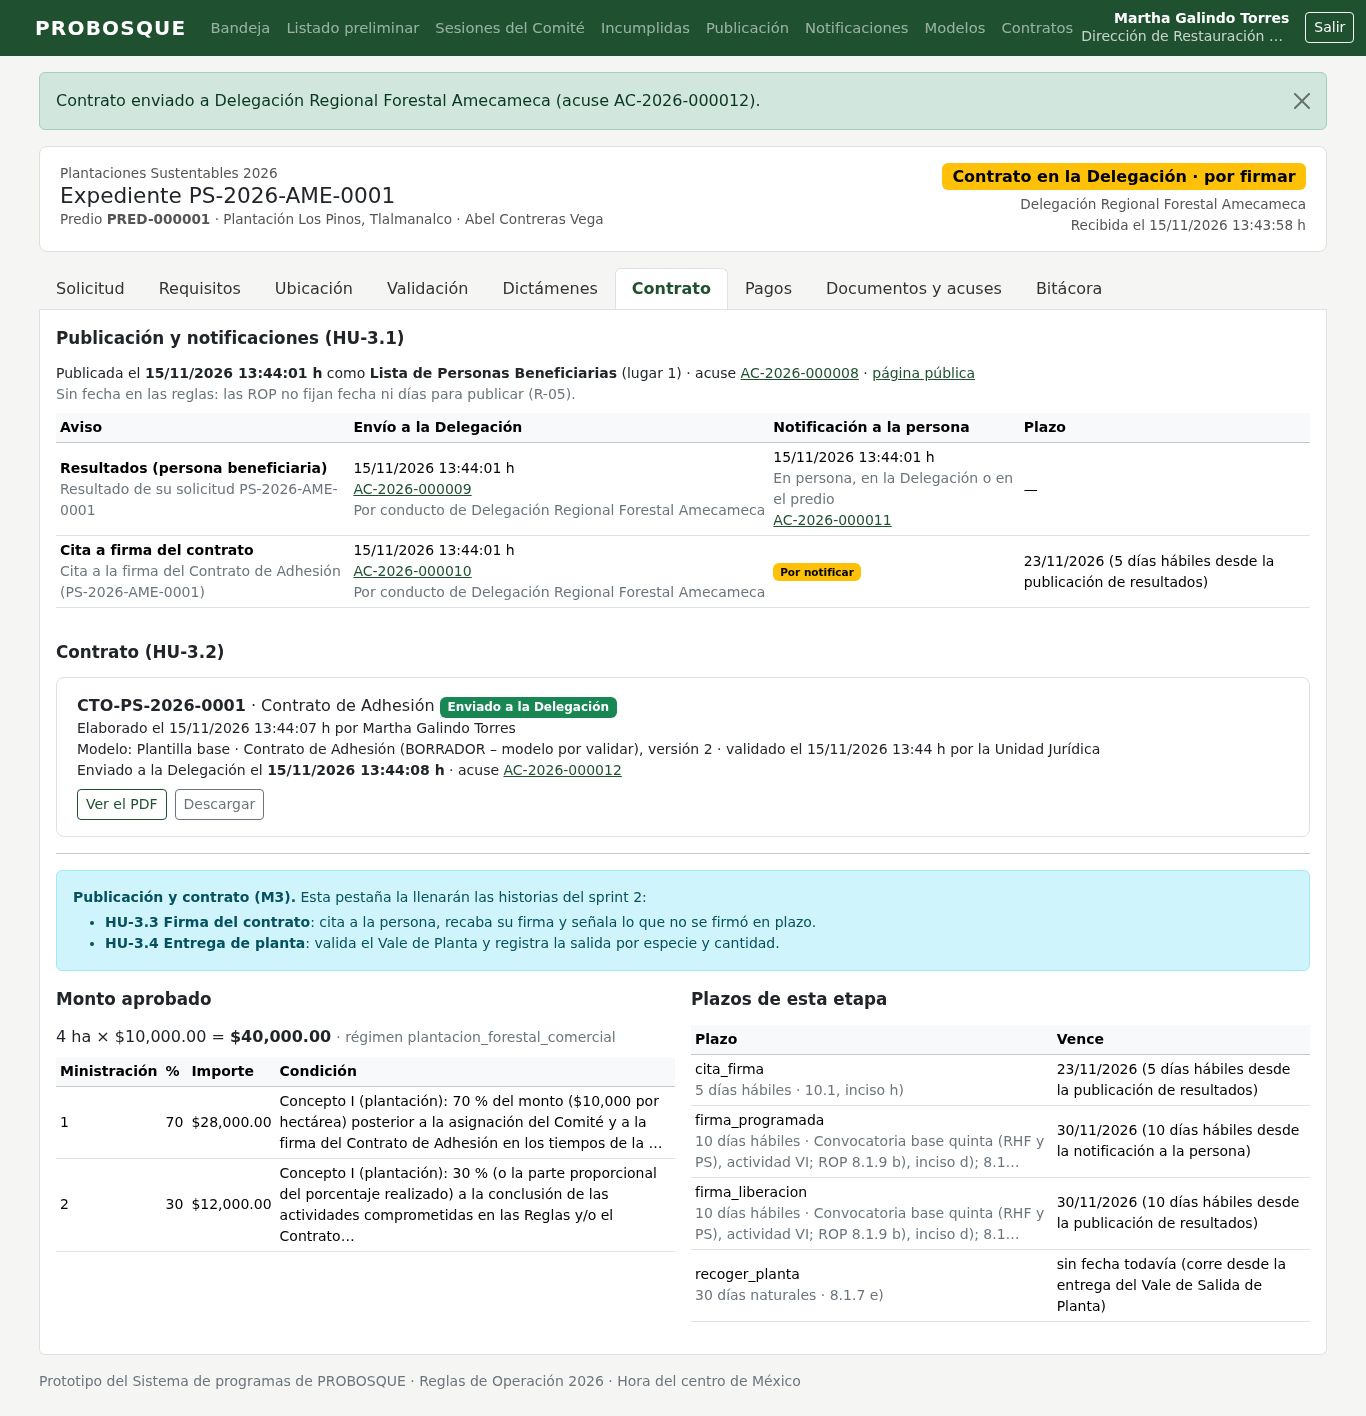 PROBOSQUE
Bandeja Listado preliminar Sesiones del Comité Incumplidas Publicación Notificaciones Modelos Contratos
Martha Galindo Torres
Dirección de Restauración ...
Salir
Contrato enviado a Delegación Regional Forestal Amecameca (acuse AC-2026-000012).
Plantaciones Sustentables 2026
Expediente PS-2026-AME-0001
Predio PRED-000001 · Plantación Los Pinos, Tlalmanalco · Abel Contreras Vega
Contrato en la Delegación · por firmar
Delegación Regional Forestal Amecameca
Recibida el 15/11/2026 13:43:58 h
Solicitud Requisitos Ubicación Validación Dictámenes Contrato Pagos Documentos y acuses Bitácora
Publicación y notificaciones (HU-3.1)
Publicada el 15/11/2026 13:44:01 h como Lista de Personas Beneficiarias (lugar 1) · acuse AC-2026-000008 · página pública
Sin fecha en las reglas: las ROP no fijan fecha ni días para publicar (R-05).
Aviso Envío a la Delegación Notificación a la persona Plazo
Resultados (persona beneficiaria)
Resultado de su solicitud PS-2026-AME-
0001
15/11/2026 13:44:01 h
AC-2026-000009
Por conducto de Delegación Regional Forestal Amecameca
15/11/2026 13:44:01 h
En persona, en la Delegación o en
el predio
AC-2026-000011
—
Cita a firma del contrato
Cita a la firma del Contrato de Adhesión
(PS-2026-AME-0001)
15/11/2026 13:44:01 h
AC-2026-000010
Por conducto de Delegación Regional Forestal Amecameca
Por notificar
23/11/2026 (5 días hábiles desde la
publicación de resultados)
Contrato (HU-3.2)
CTO-PS-2026-0001 · Contrato de Adhesión Enviado a la Delegación
Elaborado el 15/11/2026 13:44:07 h por Martha Galindo Torres
Modelo: Plantilla base · Contrato de Adhesión (BORRADOR – modelo por validar), versión 2 · validado el 15/11/2026 13:44 h por la Unidad Jurídica
Enviado a la Delegación el 15/11/2026 13:44:08 h · acuse AC-2026-000012
Ver el PDF Descargar
Publicación y contrato (M3). Esta pestaña la llenarán las historias del sprint 2:
• HU-3.3 Firma del contrato: cita a la persona, recaba su firma y señala lo que no se firmó en plazo.
• HU-3.4 Entrega de planta: valida el Vale de Planta y registra la salida por especie y cantidad.
Monto aprobado
4 ha × $10,000.00 = $40,000.00 · régimen plantacion_forestal_comercial
Ministración % Importe Condición
1 70 $28,000.00
Concepto I (plantación): 70 % del monto ($10,000 por
hectárea) posterior a la asignación del Comité y a la
firma del Contrato de Adhesión en los tiempos de la ...
2 30 $12,000.00
Concepto I (plantación): 30 % (o la parte proporcional
del porcentaje realizado) a la conclusión de las
actividades comprometidas en las Reglas y/o el
Contrato...
Plazos de esta etapa
Plazo Vence
cita_firma
5 días hábiles · 10.1, inciso h)
23/11/2026 (5 días hábiles desde
la publicación de resultados)
firma_programada
10 días hábiles · Convocatoria base quinta (RHF y
PS), actividad VI; ROP 8.1.9 b), inciso d); 8.1...
30/11/2026 (10 días hábiles desde
la notificación a la persona)
firma_liberacion
10 días hábiles · Convocatoria base quinta (RHF y
PS), actividad VI; ROP 8.1.9 b), inciso d); 8.1...
30/11/2026 (10 días hábiles desde
la publicación de resultados)
recoger_planta
30 días naturales · 8.1.7 e)
sin fecha todavía (corre desde la
entrega del Vale de Salida de
Planta)
Prototipo del Sistema de programas de PROBOSQUE · Reglas de Operación 2026 · Hora del centro de México